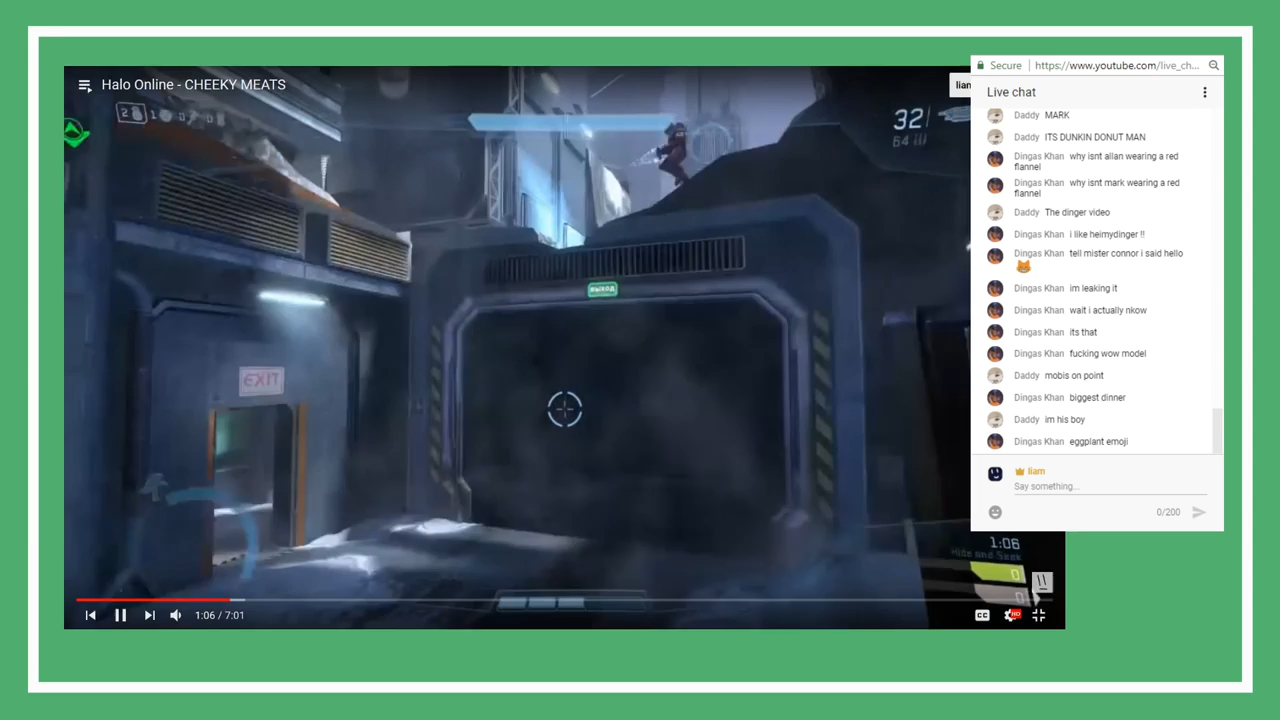 Halo Online - CHEEKY MEATS
lian
32
64
EXIT
ВЫХОД
1:06
Hide and Seek
0
0
1:06 / 7:01
CC
HD
Secure
https://www.youtube.com/live_ch...
Live chat
Daddy MARK
Daddy ITS DUNKIN DONUT MAN
Dingas Khan why isnt allan wearing a red
flannel
Dingas Khan why isnt mark wearing a red
flannel
Daddy The dinger video
Dingas Khan i like heimydinger !!
Dingas Khan tell mister connor i said hello
Dingas Khan im leaking it
Dingas Khan wait i actually nkow
Dingas Khan its that
Dingas Khan fucking wow model
Daddy mobis on point
Dingas Khan biggest dinner
Daddy im his boy
Dingas Khan eggplant emoji
liam
Say something...
0/200